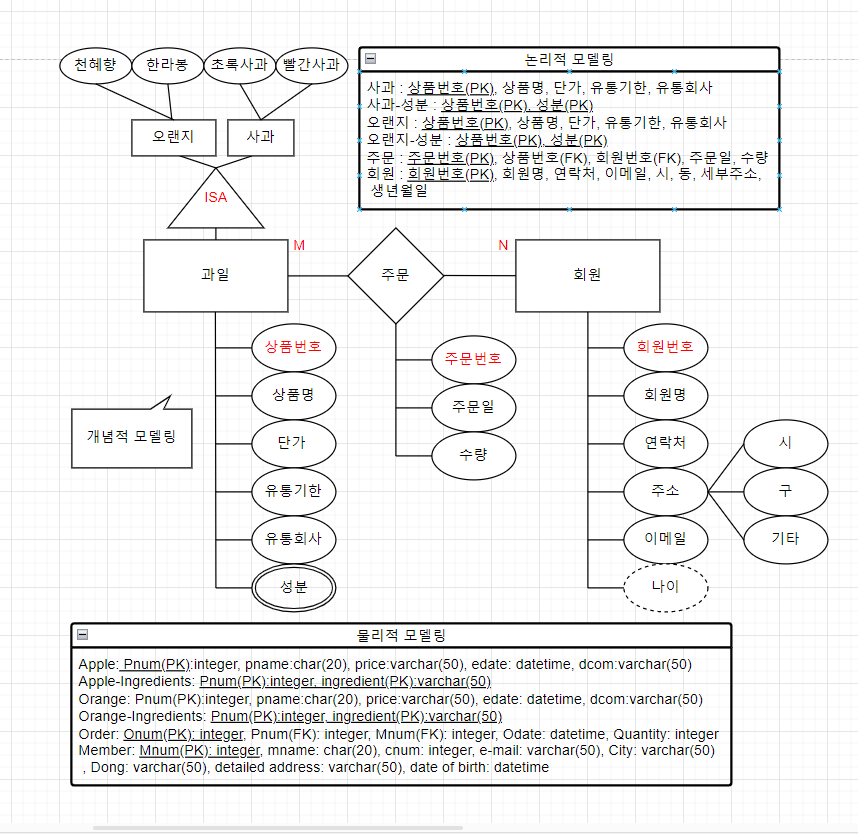 천혜향 한라봉 초록사과 빨간사과
오랜지 사과
ISA
논리적 모델링
사과 : 상품번호(PK), 상품명, 단가, 유통기한, 유통회사
사과-성분 : 상품번호(PK), 성분(PK)
오랜지 : 상품번호(PK), 상품명, 단가, 유통기한, 유통회사
오랜지-성분 : 상품번호(PK), 성분(PK)
주문 : 주문번호(PK), 상품번호(FK), 회원번호(FK), 주문일, 수량
회원 : 회원번호(PK), 회원명, 연락처, 이메일, 시, 동, 세부주소,
생년월일
과일 M 주문 N 회원
상품번호
상품명
단가
유통기한
유통회사
성분
주문번호
주문일
수량
회원번호
회원명
연락처
주소
이메일
나이
시
구
기타
개념적 모델링
물리적 모델링
Apple: Pnum(PK):integer, pname:char(20), price:varchar(50), edate: datetime, dcom:varchar(50)
Apple-Ingredients: Pnum(PK):integer, ingredient(PK):varchar(50)
Orange: Pnum(PK):integer, pname:char(20), price:varchar(50), edate: datetime, dcom:varchar(50)
Orange-Ingredients: Pnum(PK):integer, ingredient(PK):varchar(50)
Order: Onum(PK): integer, Pnum(FK): integer, Mnum(FK): integer, Odate: datetime, Quantity: integer
Member: Mnum(PK): integer, mname: char(20), cnum: integer, e-mail: varchar(50), City: varchar(50)
, Dong: varchar(50), detailed address: varchar(50), date of birth: datetime